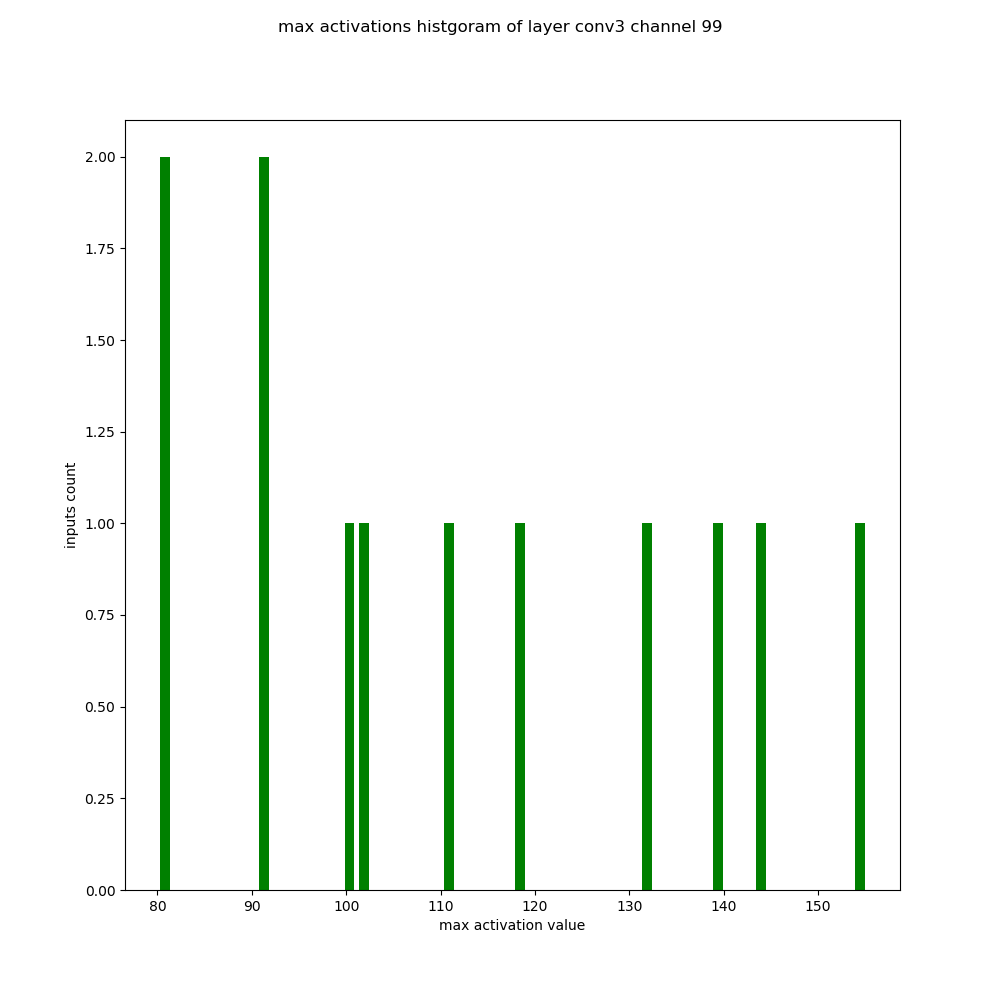 max activations histgoram of layer conv3 channel 99
2.00
1.75
1.50
1.25
1.00
0.75
0.50
0.25
0.00
inputs count
80 90 100 110 120 130 140 150
max activation value